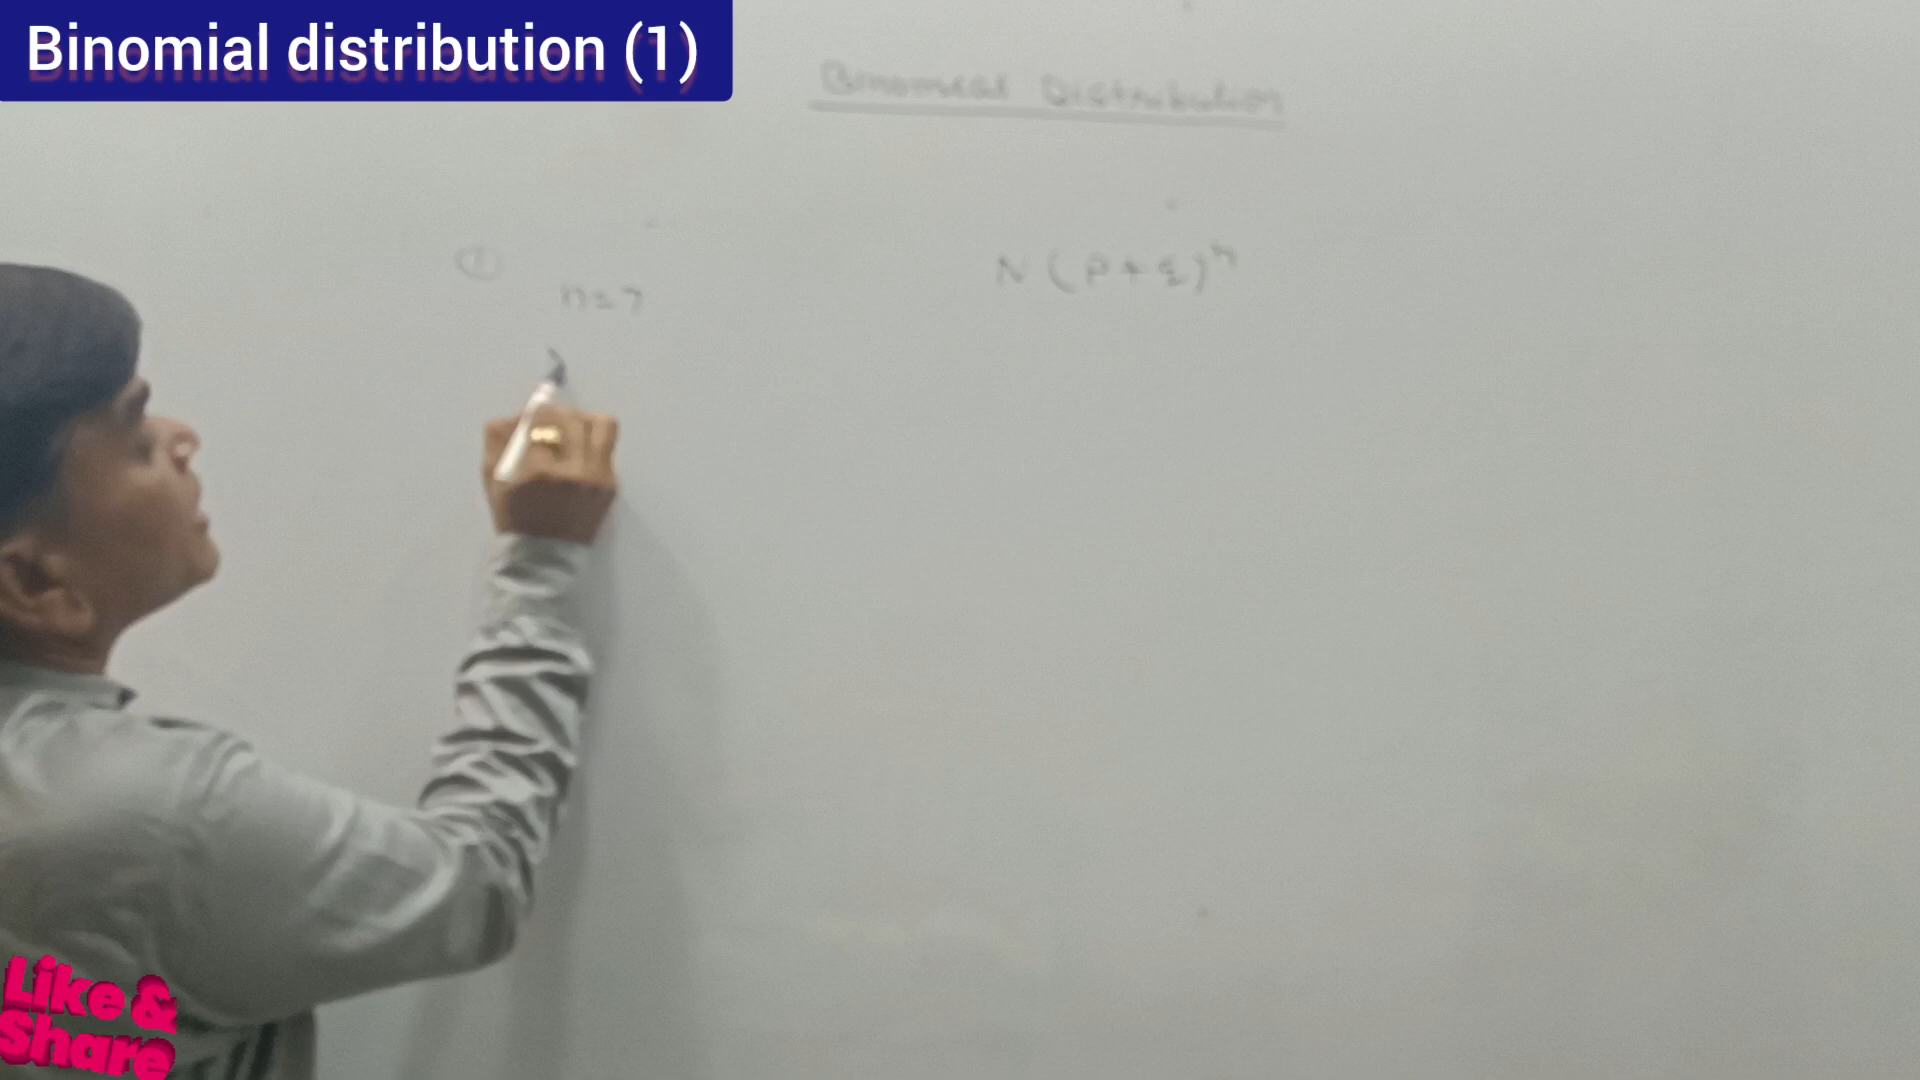 Binomial distribution (1)
Binomial Distribution
①
n=7
N (p+q)ⁿ
Like &
Share